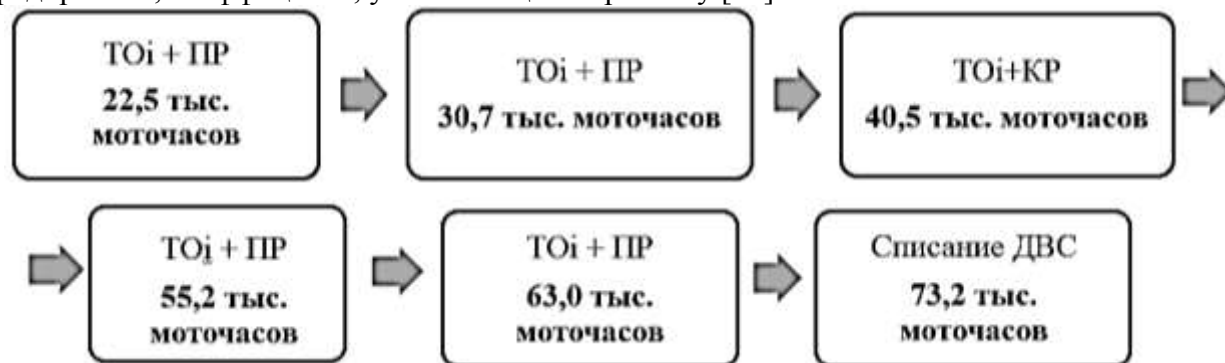 ТОi + ПР
22,5 тыс.
моточасов
ТОi + ПР
30,7 тыс. моточасов
ТОi+КР
40,5 тыс. моточасов
ТОi + ПР
55,2 тыс.
моточасов
ТОi + ПР
63,0 тыс.
моточасов
Списание ДВС
73,2 тыс.
моточасов